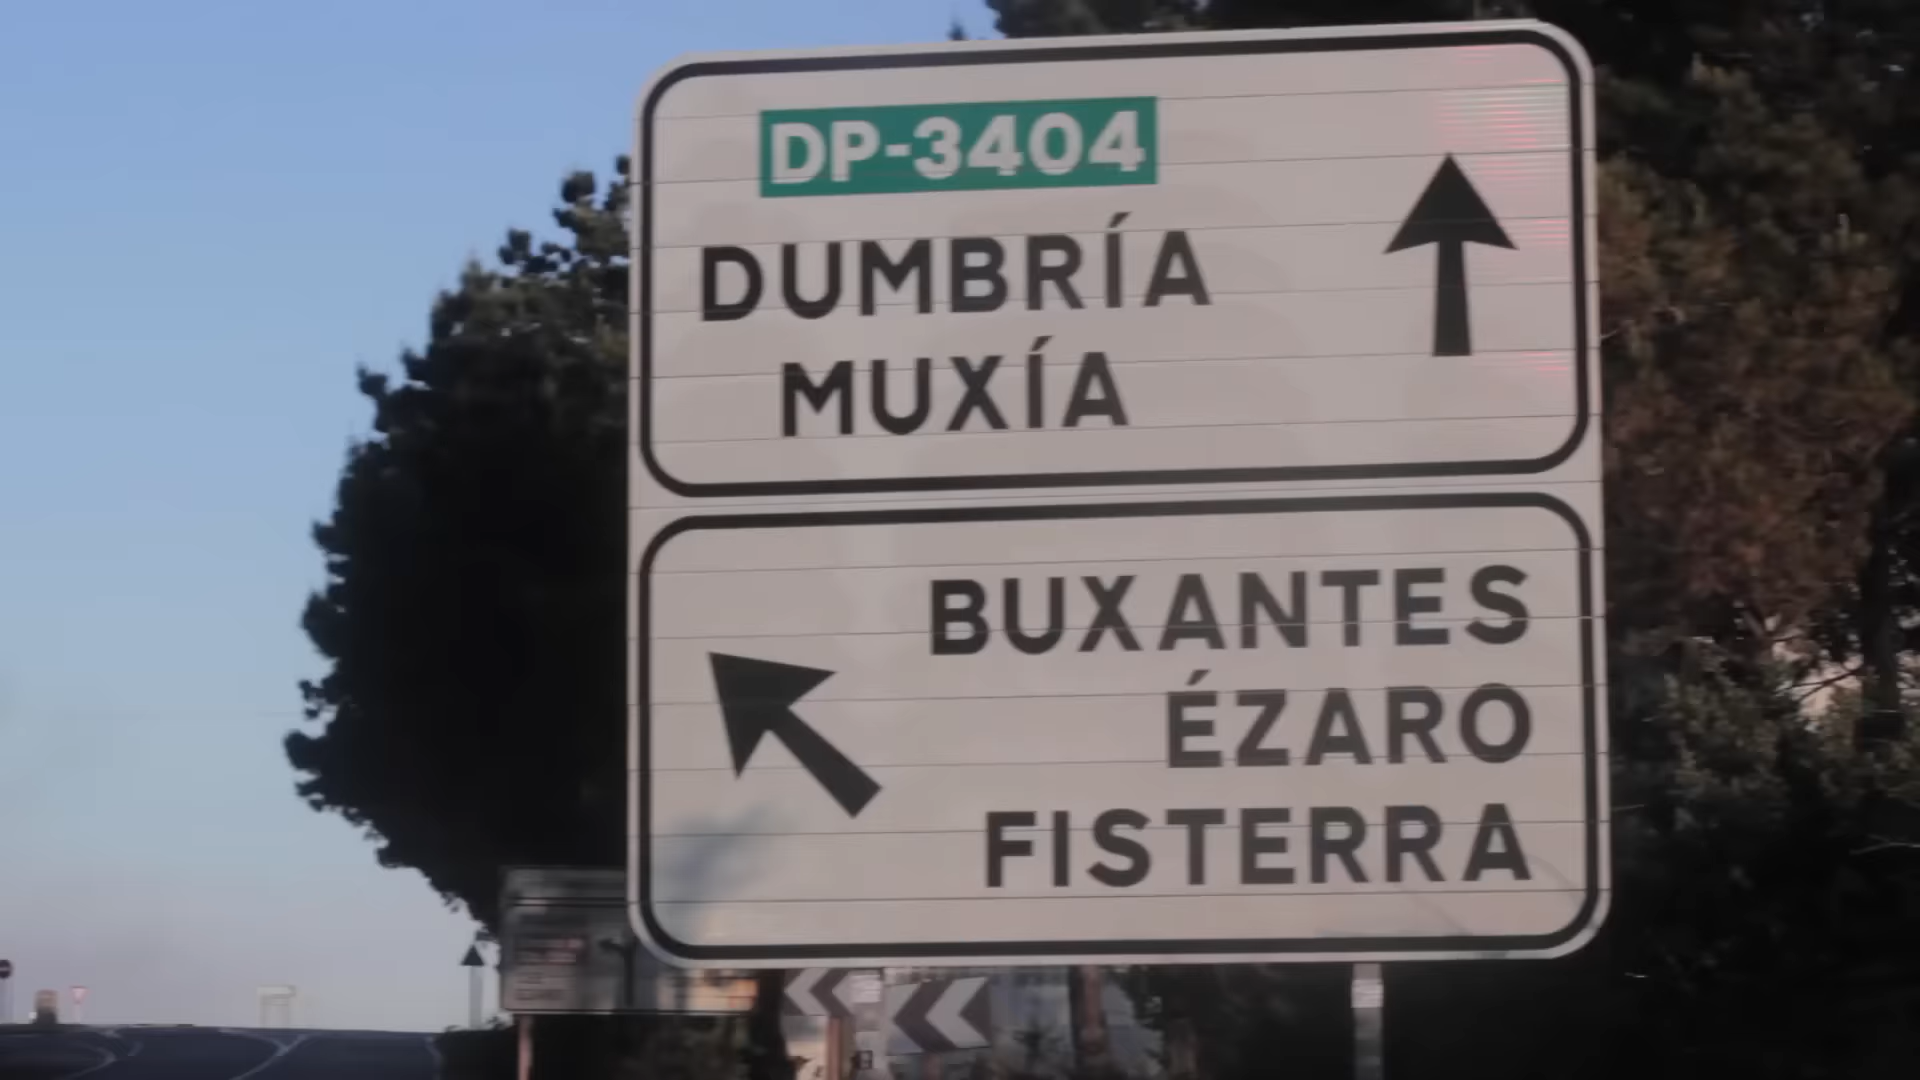 DP-3404
DUMBRÍA
MUXÍA
BUXANTES
ÉZARO
FISTERRA